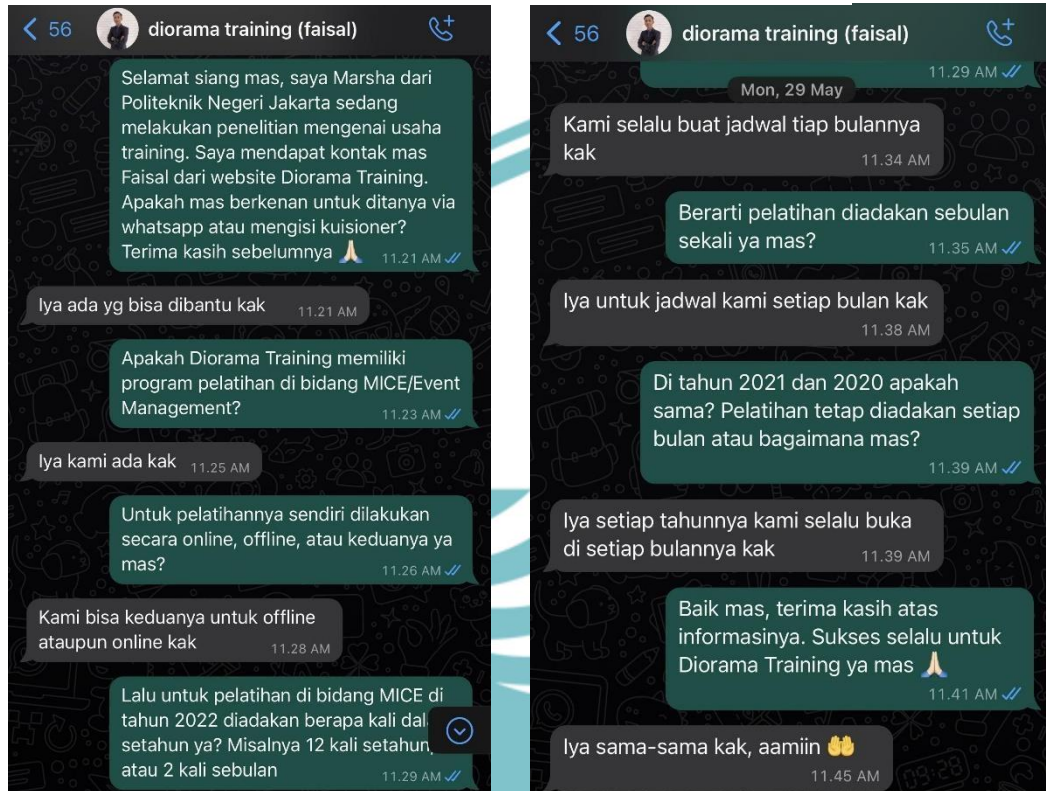 56
diorama training (faisal)
Selamat siang mas, saya Marsha dari
Politeknik Negeri Jakarta sedang
melakukan penelitian mengenai usaha
training. Saya mendapat kontak mas
Faisal dari website Diorama Training.
Apakah mas berkenan untuk ditanya via
whatsapp atau mengisi kuisioner?
Terima kasih sebelumnya 🙏🏻 11.21 AM
Iya ada yg bisa dibantu kak 11.21 AM
Apakah Diorama Training memiliki
program pelatihan di bidang MICE/Event
Management? 11.23 AM
Iya kami ada kak 11.25 AM
Untuk pelatihannya sendiri dilakukan
secara online, offline, atau keduanya ya
mas? 11.26 AM
Kami bisa keduanya untuk offline
ataupun online kak 11.28 AM
Lalu untuk pelatihan di bidang MICE di
tahun 2022 diadakan berapa kali
setahun ya? Misalnya 12 kali setahun,
atau 2 kali sebulan 11.29 AM
56
diorama training (faisal)
11.29 AM
Mon, 29 May
Kami selalu buat jadwal tiap bulannya
kak 11.34 AM
Berarti pelatihan diadakan sebulan
sekali ya mas? 11.35 AM
Iya untuk jadwal kami setiap bulan kak
11.38 AM
Di tahun 2021 dan 2020 apakah
sama? Pelatihan tetap diadakan setiap
bulan atau bagaimana mas?
11.39 AM
Iya setiap tahunnya kami selalu buka
di setiap bulannya kak 11.39 AM
Baik mas, terima kasih atas
informasinya. Sukses selalu untuk
Diorama Training ya mas 🙏🏻
11.41 AM
Iya sama-sama kak, aamiin 🤲
11.45 AM